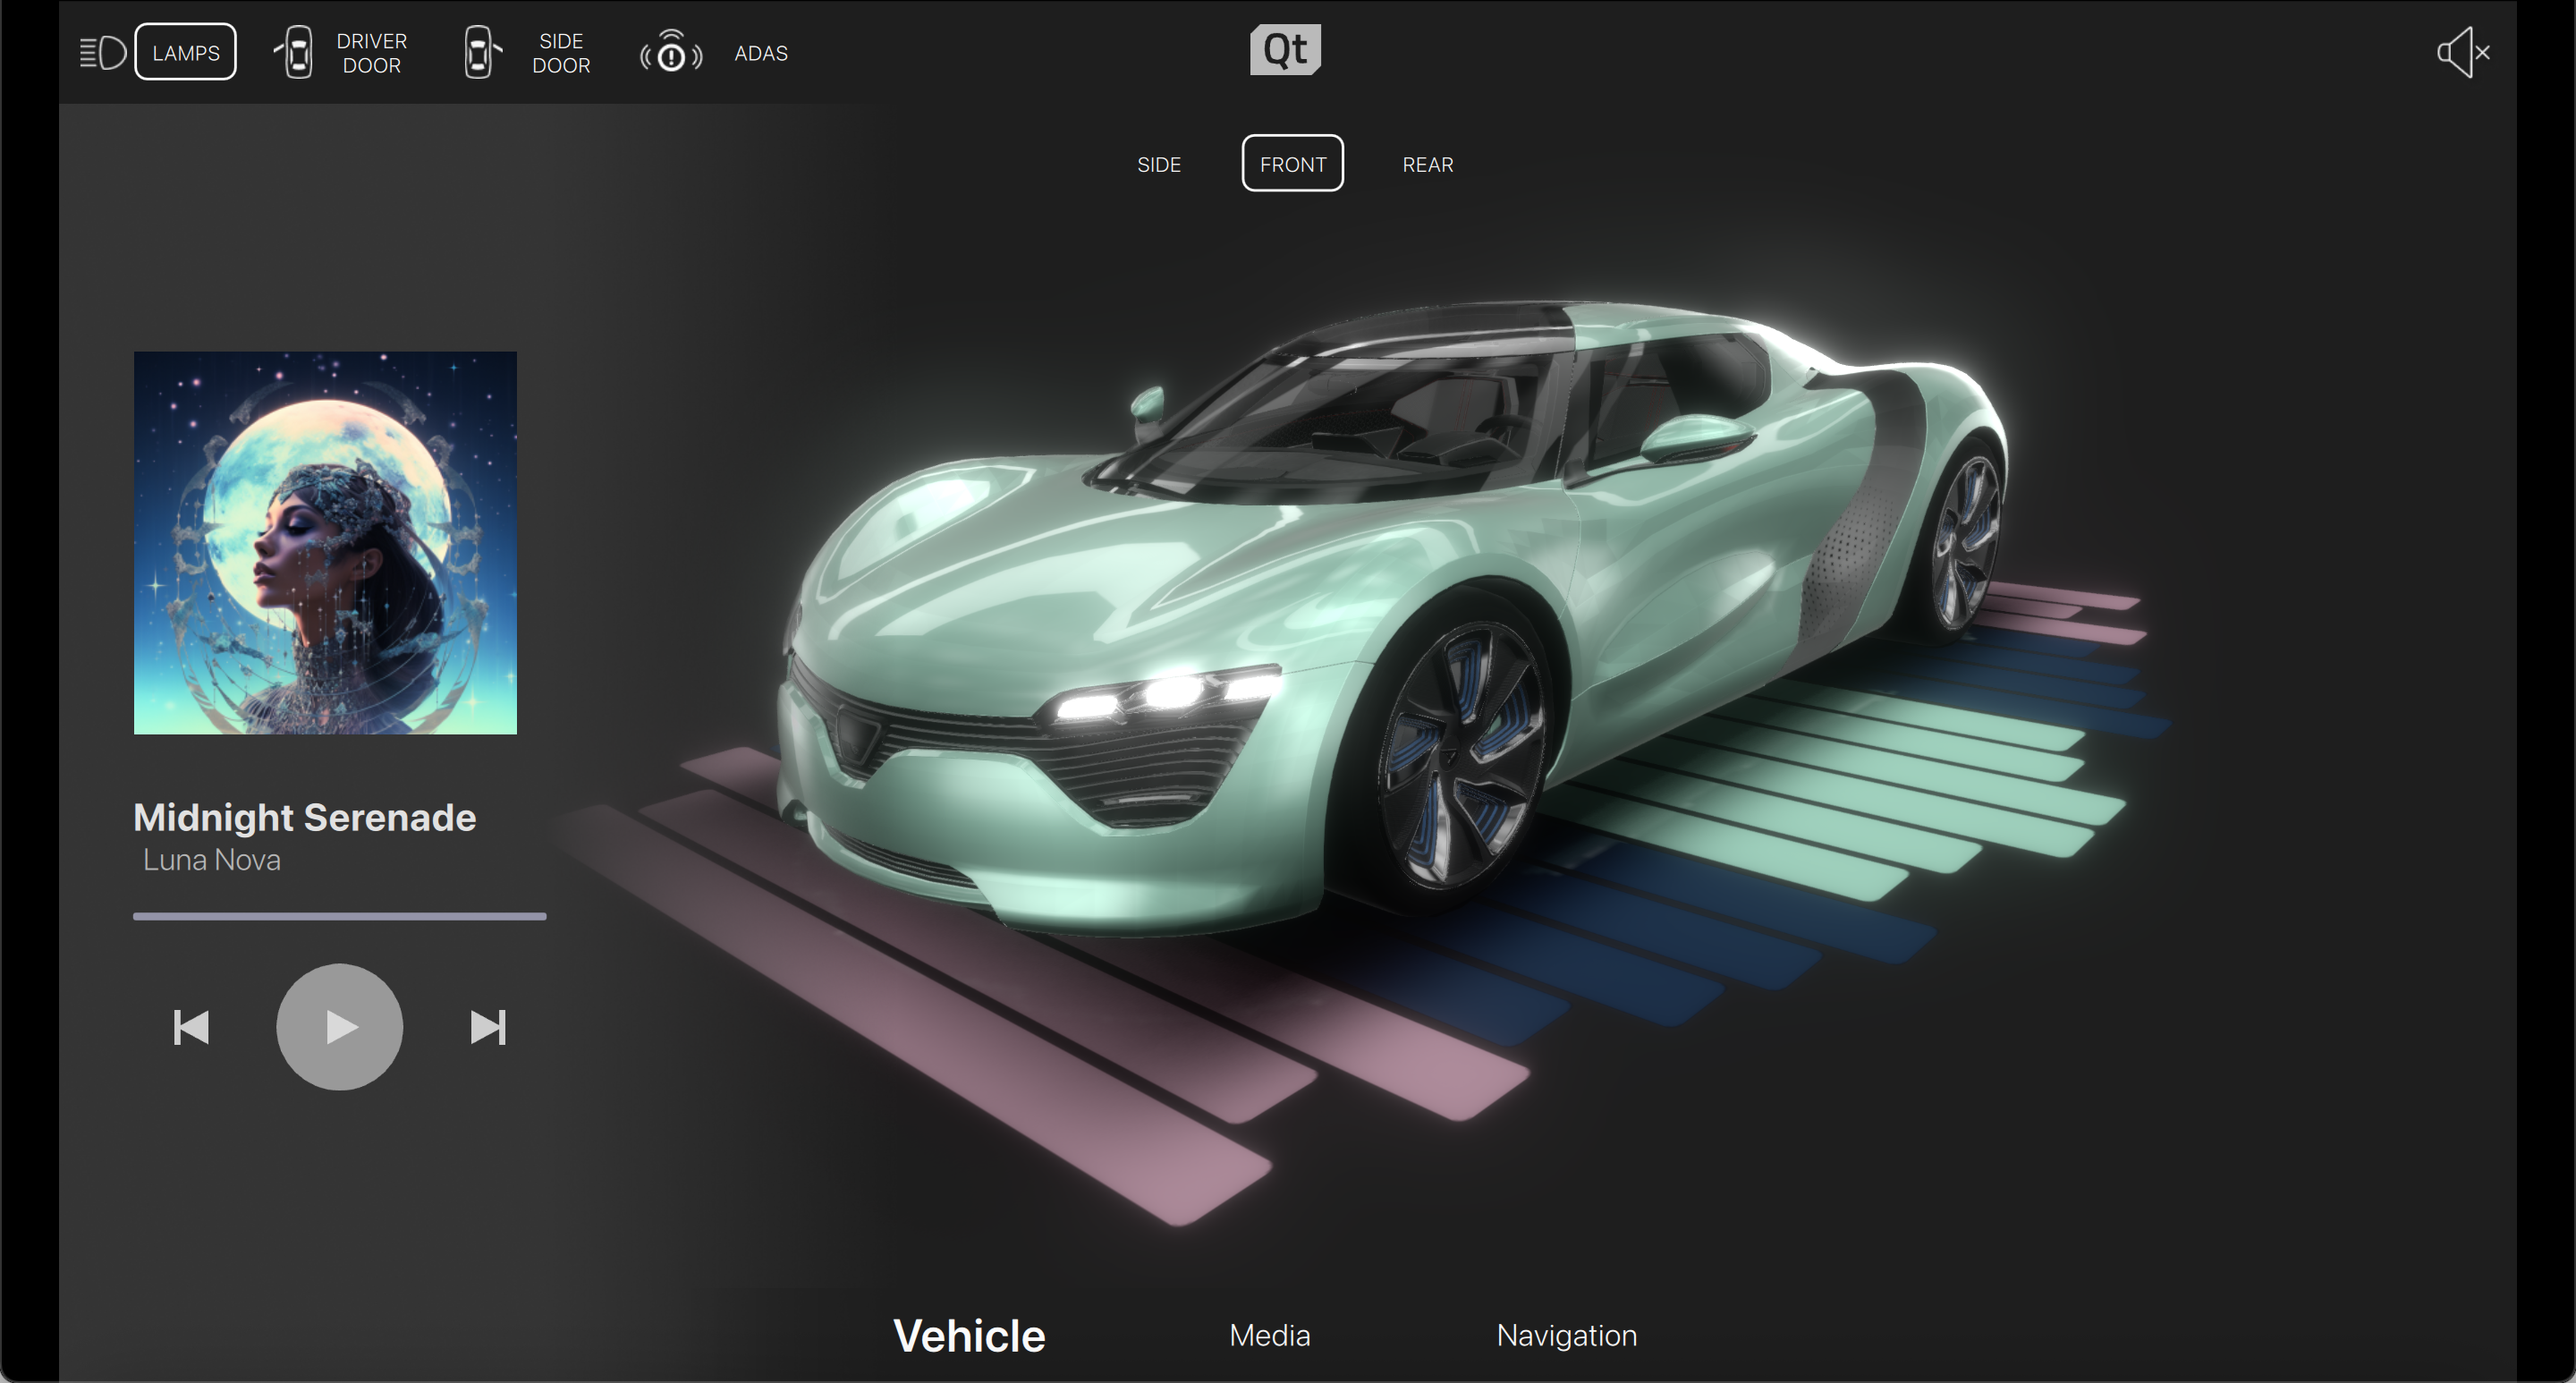 LAMPS
DRIVER
DOOR
SIDE
DOOR
ADAS
Qt
SIDE
FRONT
REAR
Midnight Serenade
Luna Nova
Vehicle
Media
Navigation